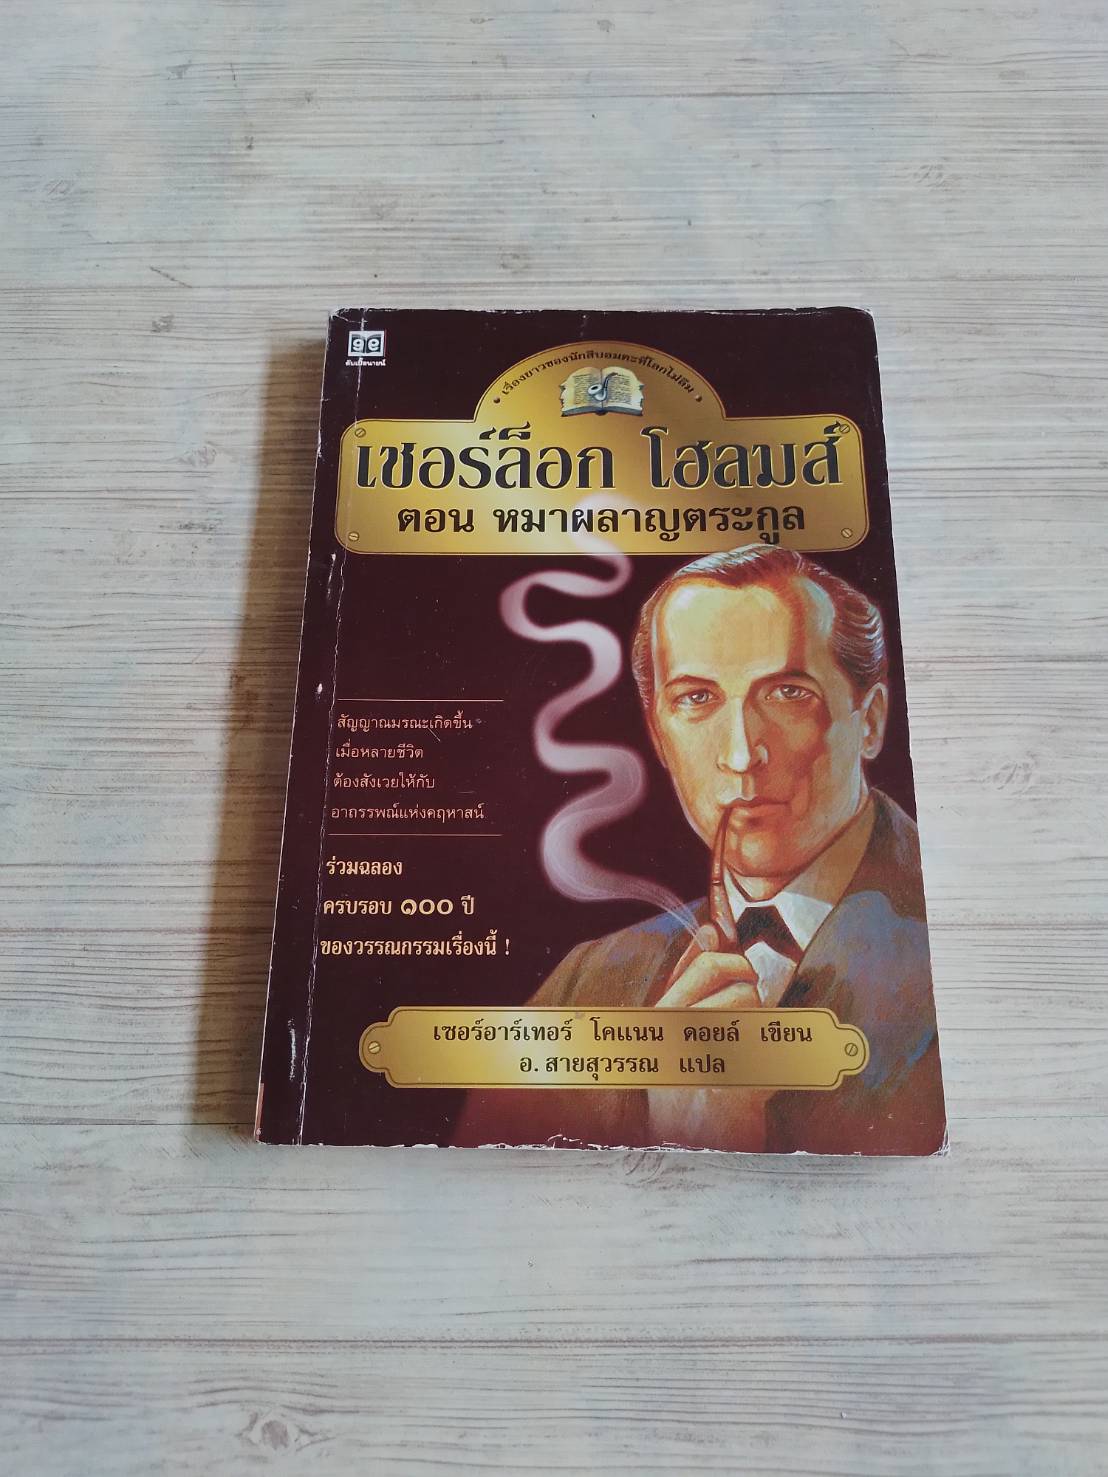 ดับเบิ้ลนายน์
เรื่องยาวของนักสืบอมตะที่โลกไม่ลืม
เชอร์ล็อก โฮลมส์
ตอน หมาผลาญตระกูล
สัญญาณมรณะเกิดขึ้น
เมื่อหลายชีวิต
ต้องสังเวยให้กับ
อาถรรพณ์แห่งคฤหาสน์
ร่วมฉลอง
ครบรอบ ๑๐๐ ปี
ของวรรณกรรมเรื่องนี้ !
เซอร์อาร์เทอร์ โคแนน ดอยล์ เขียน
อ. สายสุวรรณ แปล